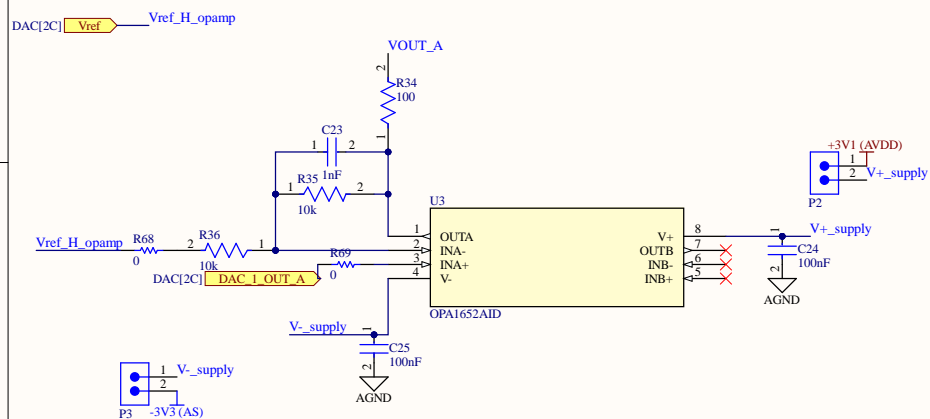 Vref_H_opamp
DAC[2C] Vref
VOUT_A
2
R34
100
1
C23
1 2
1nF
R35
1 2
10k
+3V1 (AVDD)
1
2
V+_supply
P2
U3
Vref_H_opamp
R68
0
2 R36 1
10k
R69
0
DAC[2C] DAC_1_OUT_A
1 OUTA
2 INA-
3 INA+
4 V-
V+ 8
OUTB 7
INB- 6
INB+ 5
OPA1652AID
V+_supply
1
C24
100nF
2
AGND
V-_supply
1
C25
100nF
2
AGND
1 V-_supply
2
P3 -3V3 (AS)